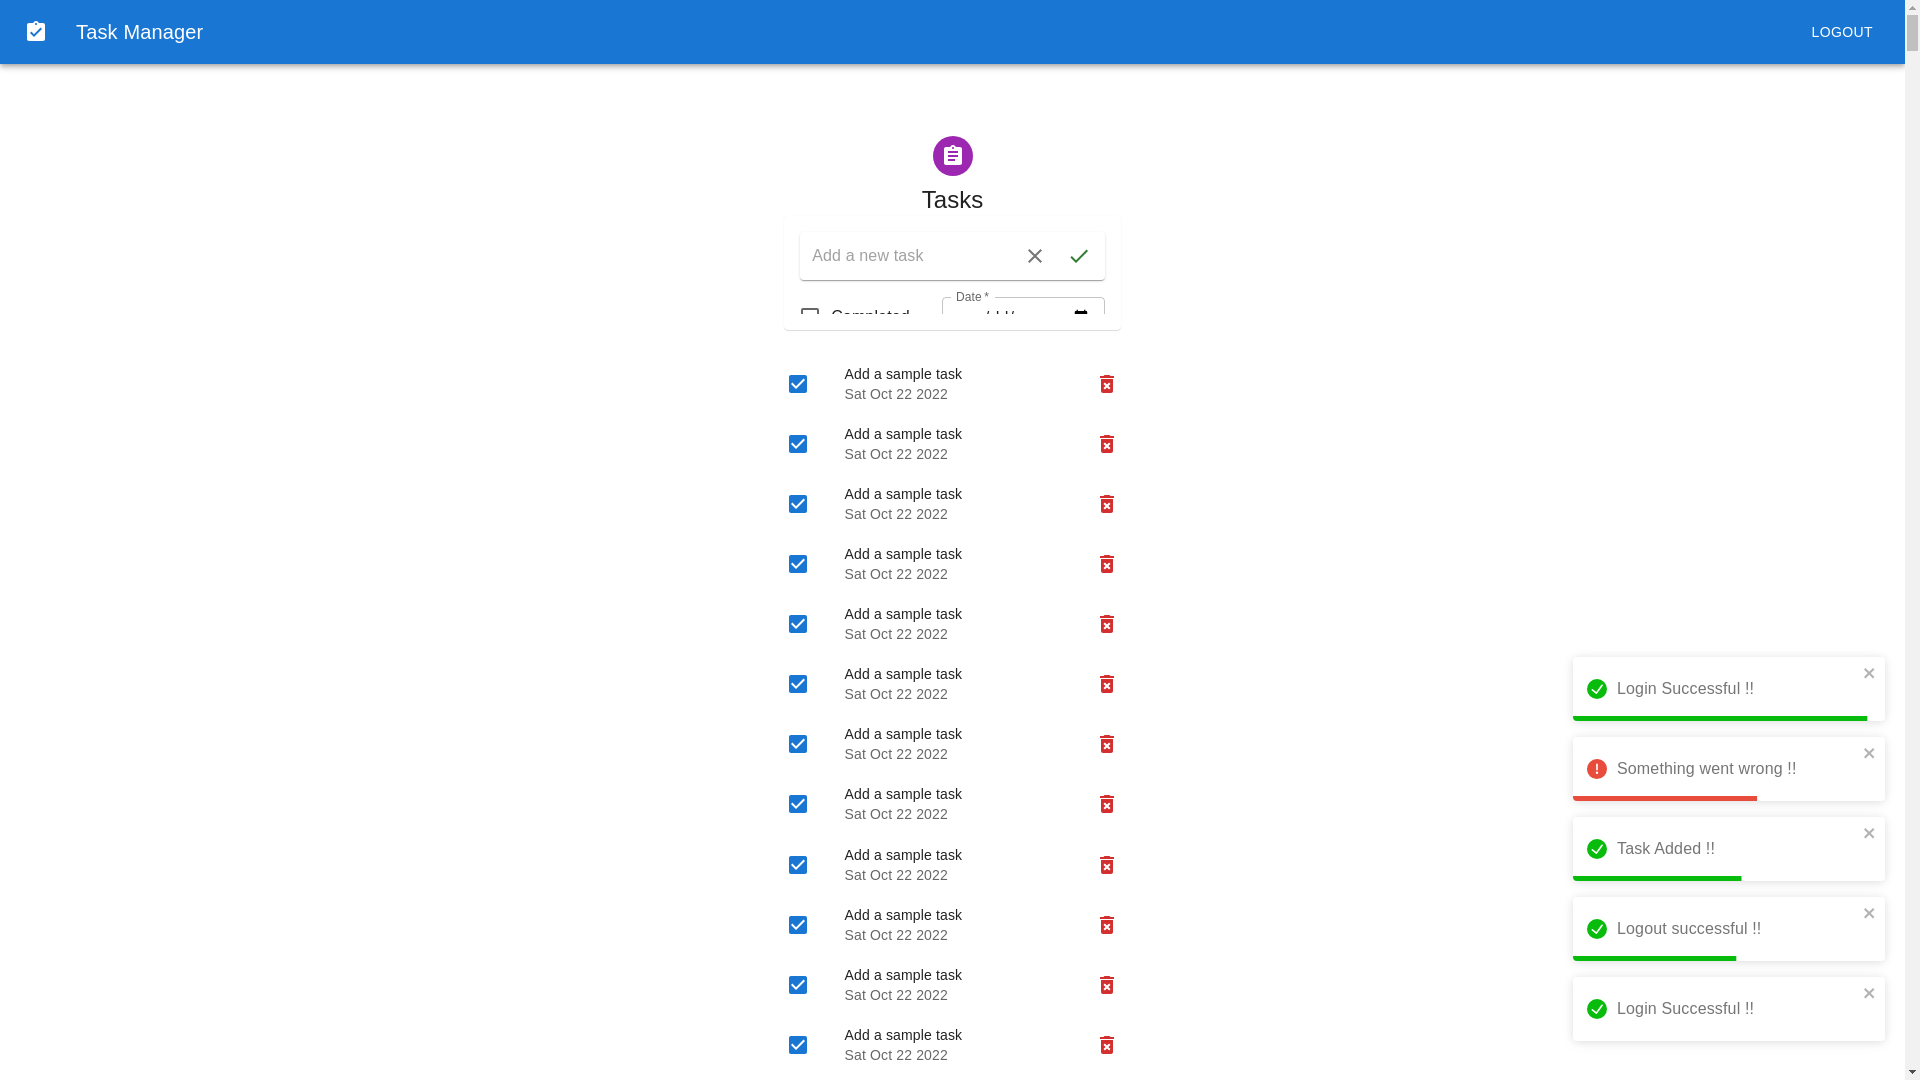 Task Manager
LOGOUT
Tasks
Add a new task
Date *
Completed
Add a sample task
Sat Oct 22 2022
Add a sample task
Sat Oct 22 2022
Add a sample task
Sat Oct 22 2022
Add a sample task
Sat Oct 22 2022
Add a sample task
Sat Oct 22 2022
Add a sample task
Sat Oct 22 2022
Add a sample task
Sat Oct 22 2022
Add a sample task
Sat Oct 22 2022
Add a sample task
Sat Oct 22 2022
Add a sample task
Sat Oct 22 2022
Add a sample task
Sat Oct 22 2022
Add a sample task
Sat Oct 22 2022
Login Successful !!
Something went wrong !!
Task Added !!
Logout successful !!
Login Successful !!